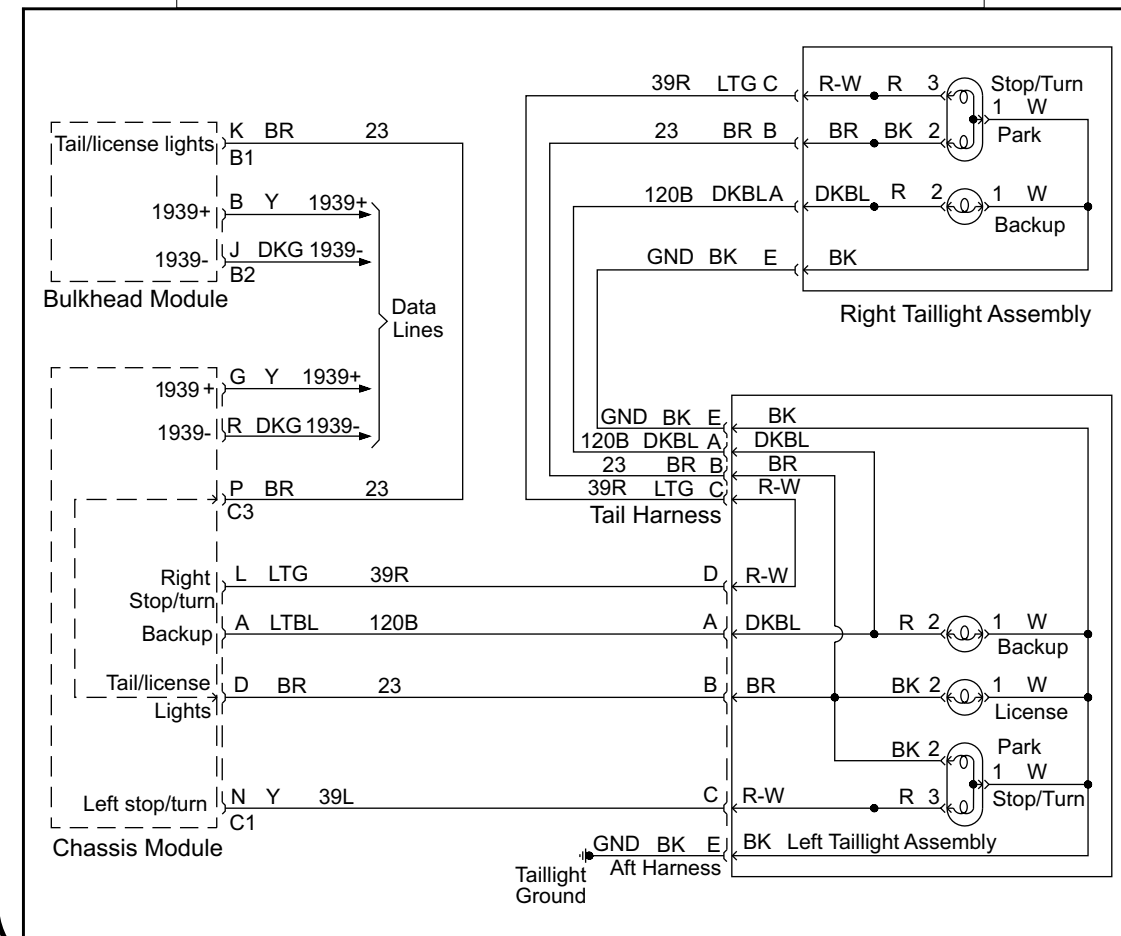 39R LTG C R-W R 3 Stop/Turn
1 W
Park
23 BR B BR BK 2
120B DKBL A DKBL R 2 1 W
Backup
GND BK E BK
Right Taillight Assembly
Tail/license lights K BR 23
B1
1939+ B Y 1939+
1939- J DKG 1939-
B2
Bulkhead Module
Data
Lines
1939+ G Y 1939+
1939- R DKG 1939-
P BR 23
C3
GND BK E BK
120B DKBL A DKBL
23 BR B BR
39R LTG C R-W
Tail Harness
Right
Stop/turn
L LTG 39R D R-W
Backup A LTBL 120B A DKBL R 2 1 W
Backup
Tail/license
Lights
D BR 23 B BR BK 2 1 W
License
BK 2 Park
1 W
Stop/Turn
Left stop/turn N Y 39L C R-W R 3
C1
Chassis Module
GND BK E BK Left Taillight Assembly
Aft Harness
Taillight
Ground